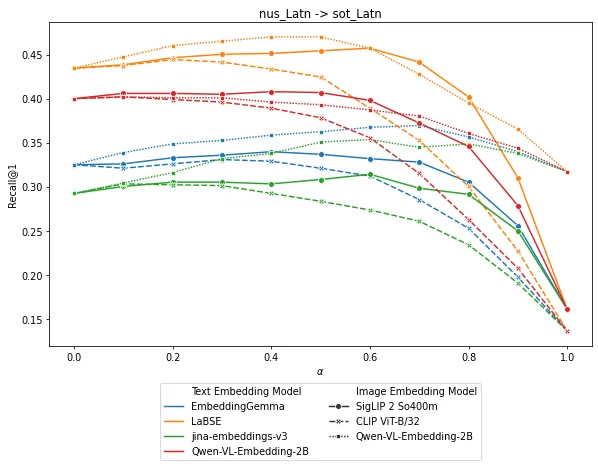 nus_Latn -> sot_Latn
Recall@1
0.45
0.40
0.35
0.30
0.25
0.20
0.15
0.0 0.2 0.4 0.6 0.8 1.0
α
Text Embedding Model Image Embedding Model
EmbeddingGemma SigLIP 2 So400m
LaBSE CLIP ViT-B/32
jina-embeddings-v3 Qwen-VL-Embedding-2B
Qwen-VL-Embedding-2B